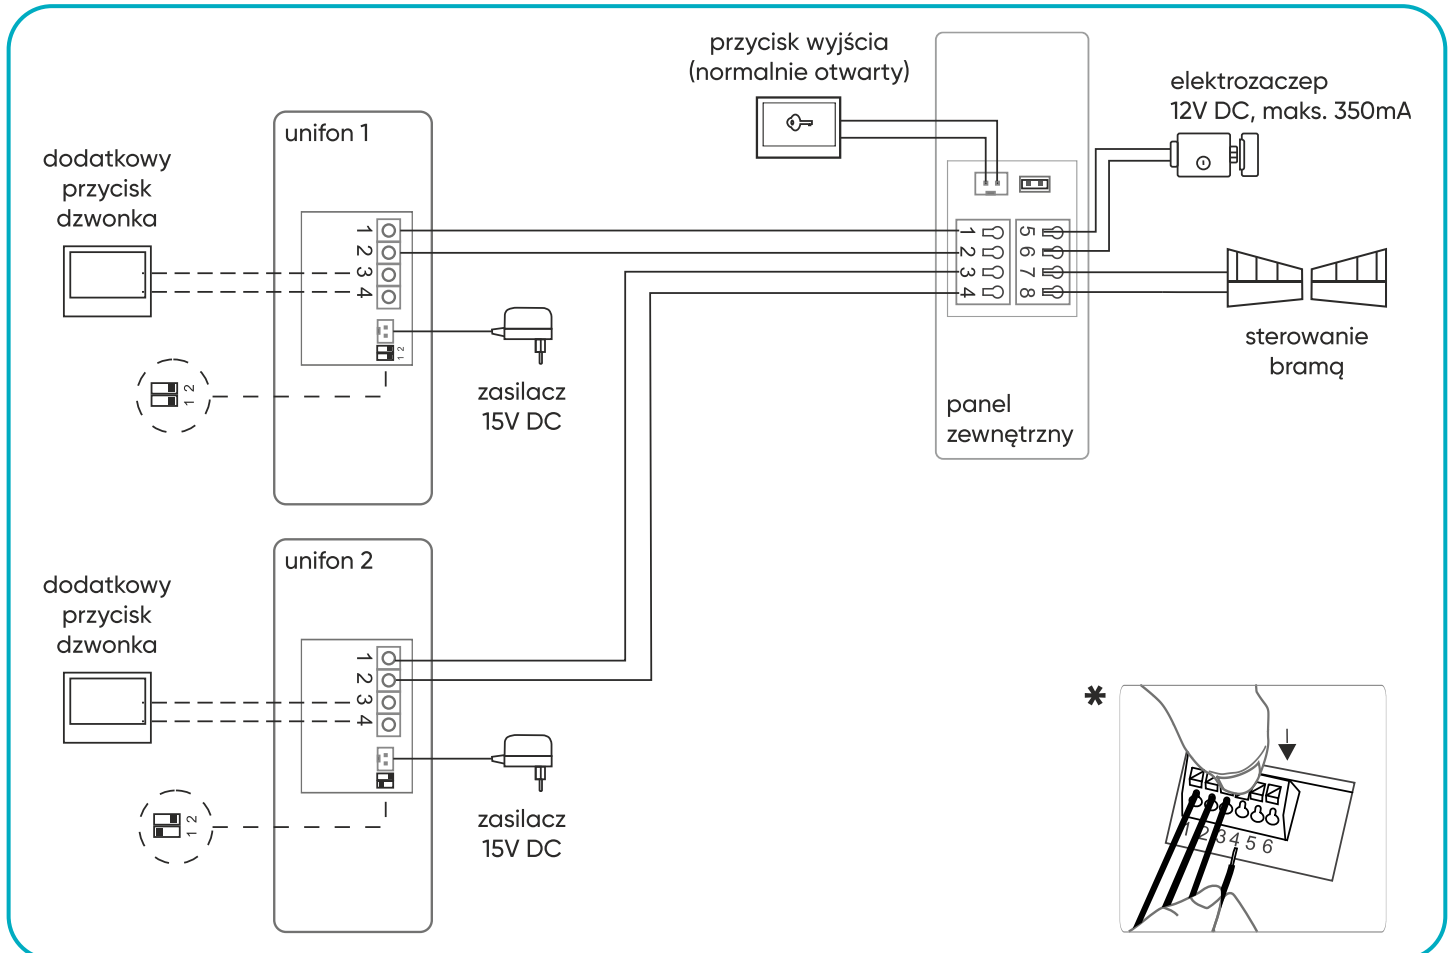 przycisk wyjścia
(normalnie otwarty)
elektrozaczep
12V DC, maks. 350mA
unifon 1
dodatkowy
przycisk
dzwonka
1
2
3
4
1 2
1 2
zasilacz
15V DC
1
2
3
4
5
6
7
8
sterowanie
bramą
panel
zewnętrzny
unifon 2
dodatkowy
przycisk
dzwonka
1
2
3
4
1 2
zasilacz
15V DC
*
1 2 3 4 5 6